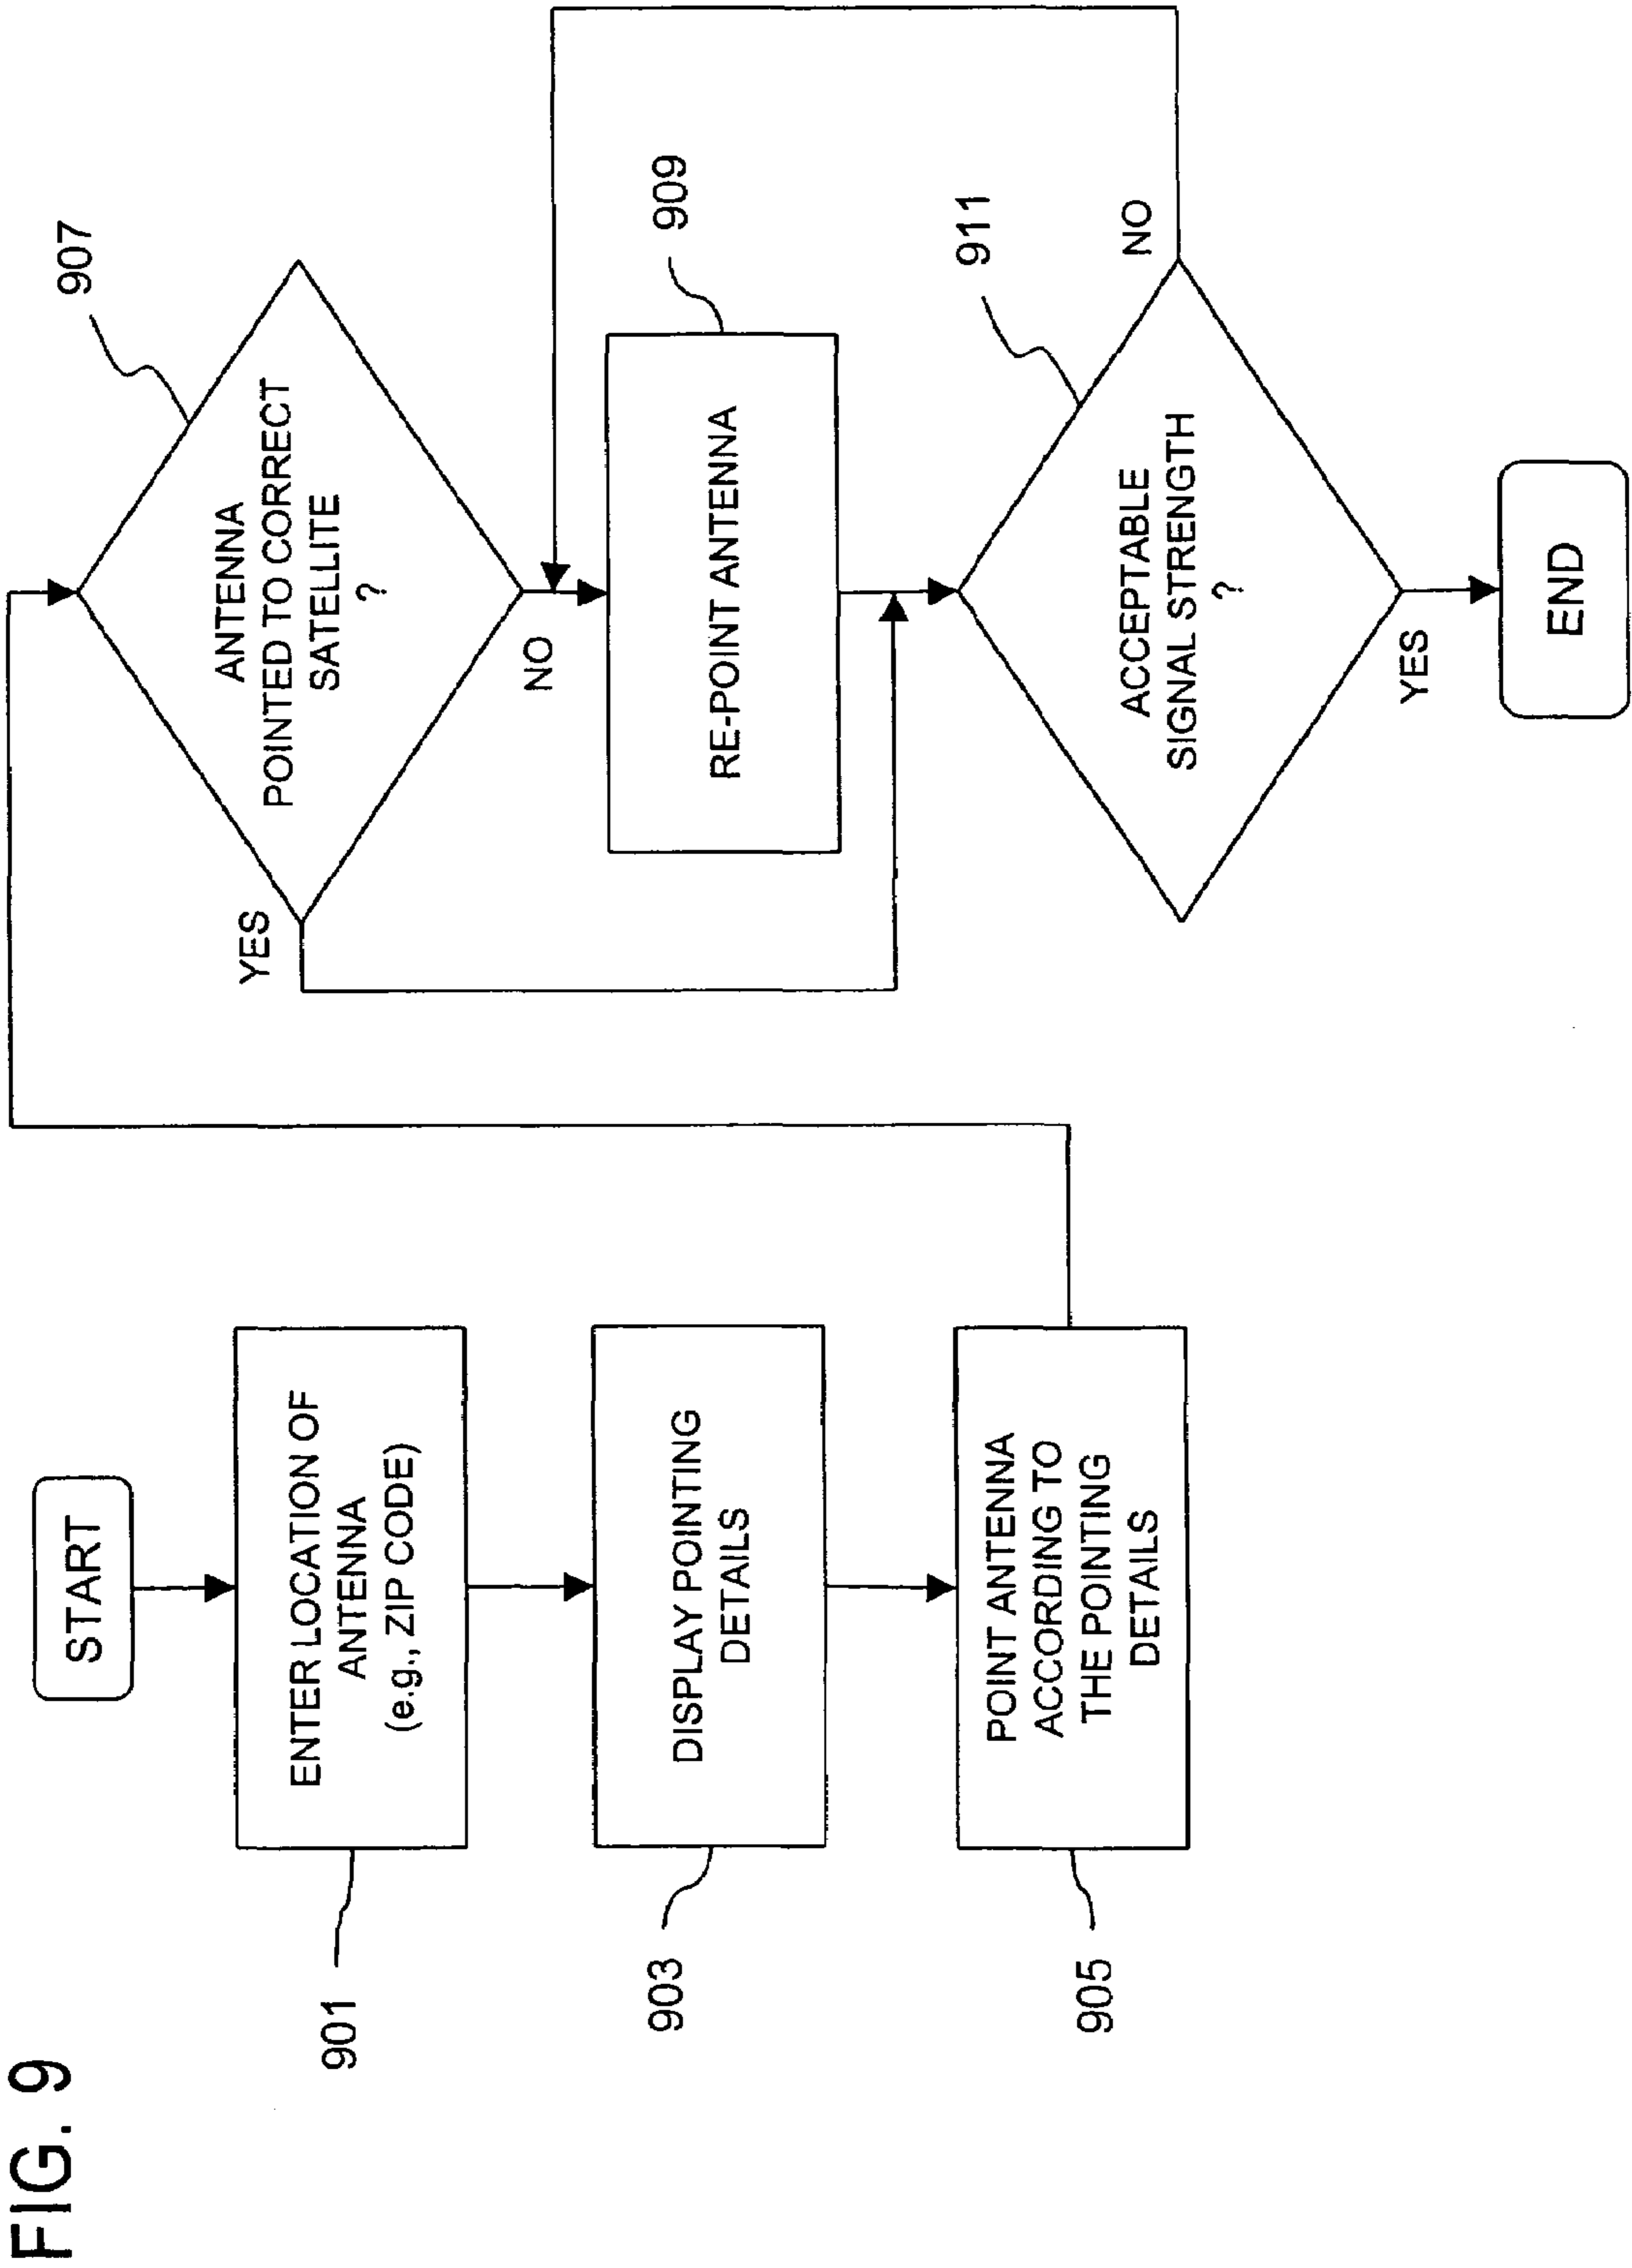 FIG. 9
START
ENTER LOCATION OF
ANTENNA
(e.g., ZIP CODE)
901
DISPLAY POINTING
DETAILS
903
POINT ANTENNA
ACCORDING TO
THE POINTING
DETAILS
905
907
ANTENNA
POINTED TO CORRECT
SATELLITE
?
YES
NO
909
RE-POINT ANTENNA
911
ACCEPTABLE
SIGNAL STRENGTH
?
NO
YES
END